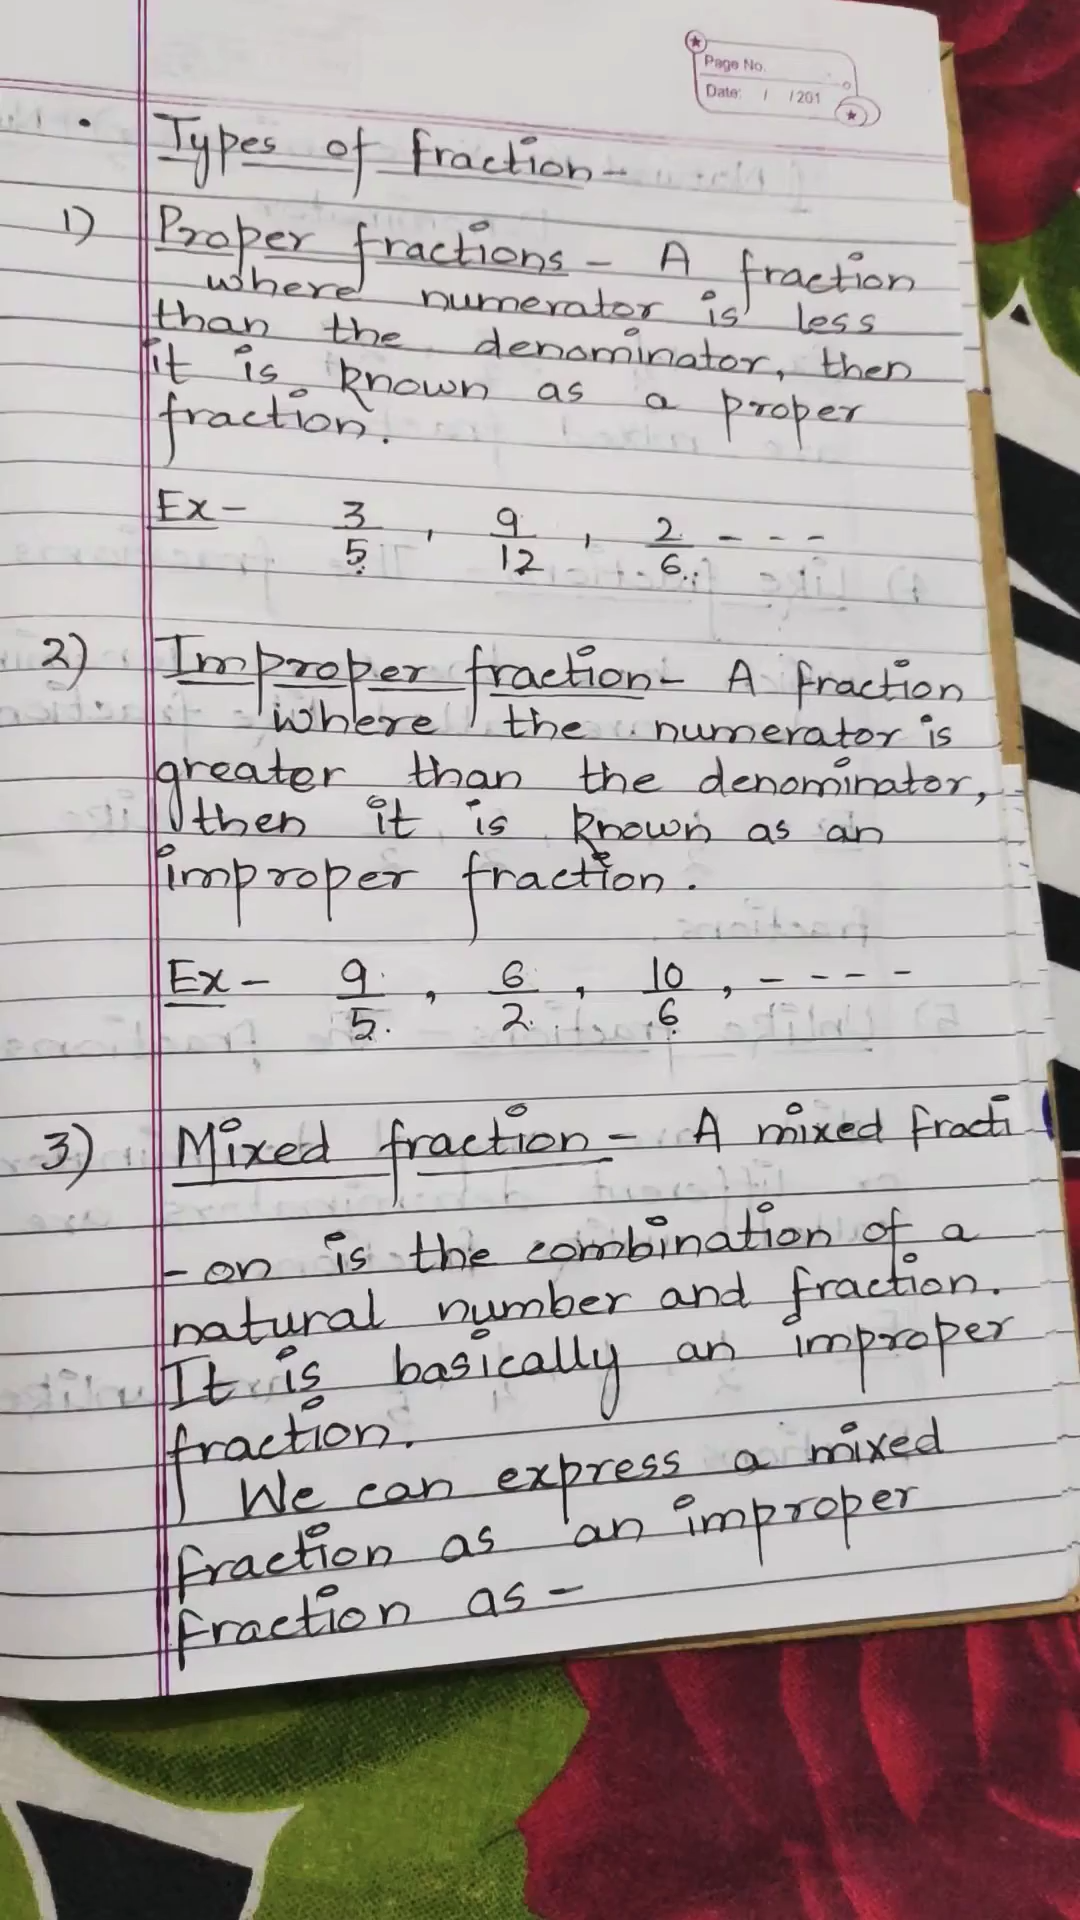 Page No.
Date: / /201
• Types of fraction -
1) Proper fractions - A fraction
where numerator is less
than the denominator, then
it is known as a proper
fraction.
Ex - 3/5, 9/12, 2/6 - - -
2) Improper fraction - A fraction
where the numerator is
greater than the denominator,
then it is known as an
improper fraction.
Ex - 9/5, 6/2, 10/6, - - - -
3) Mixed fraction - A mixed fracti
- on is the combination of a
natural number and fraction.
It is basically an improper
fraction.
We can express a mixed
fraction as an improper
fraction as -